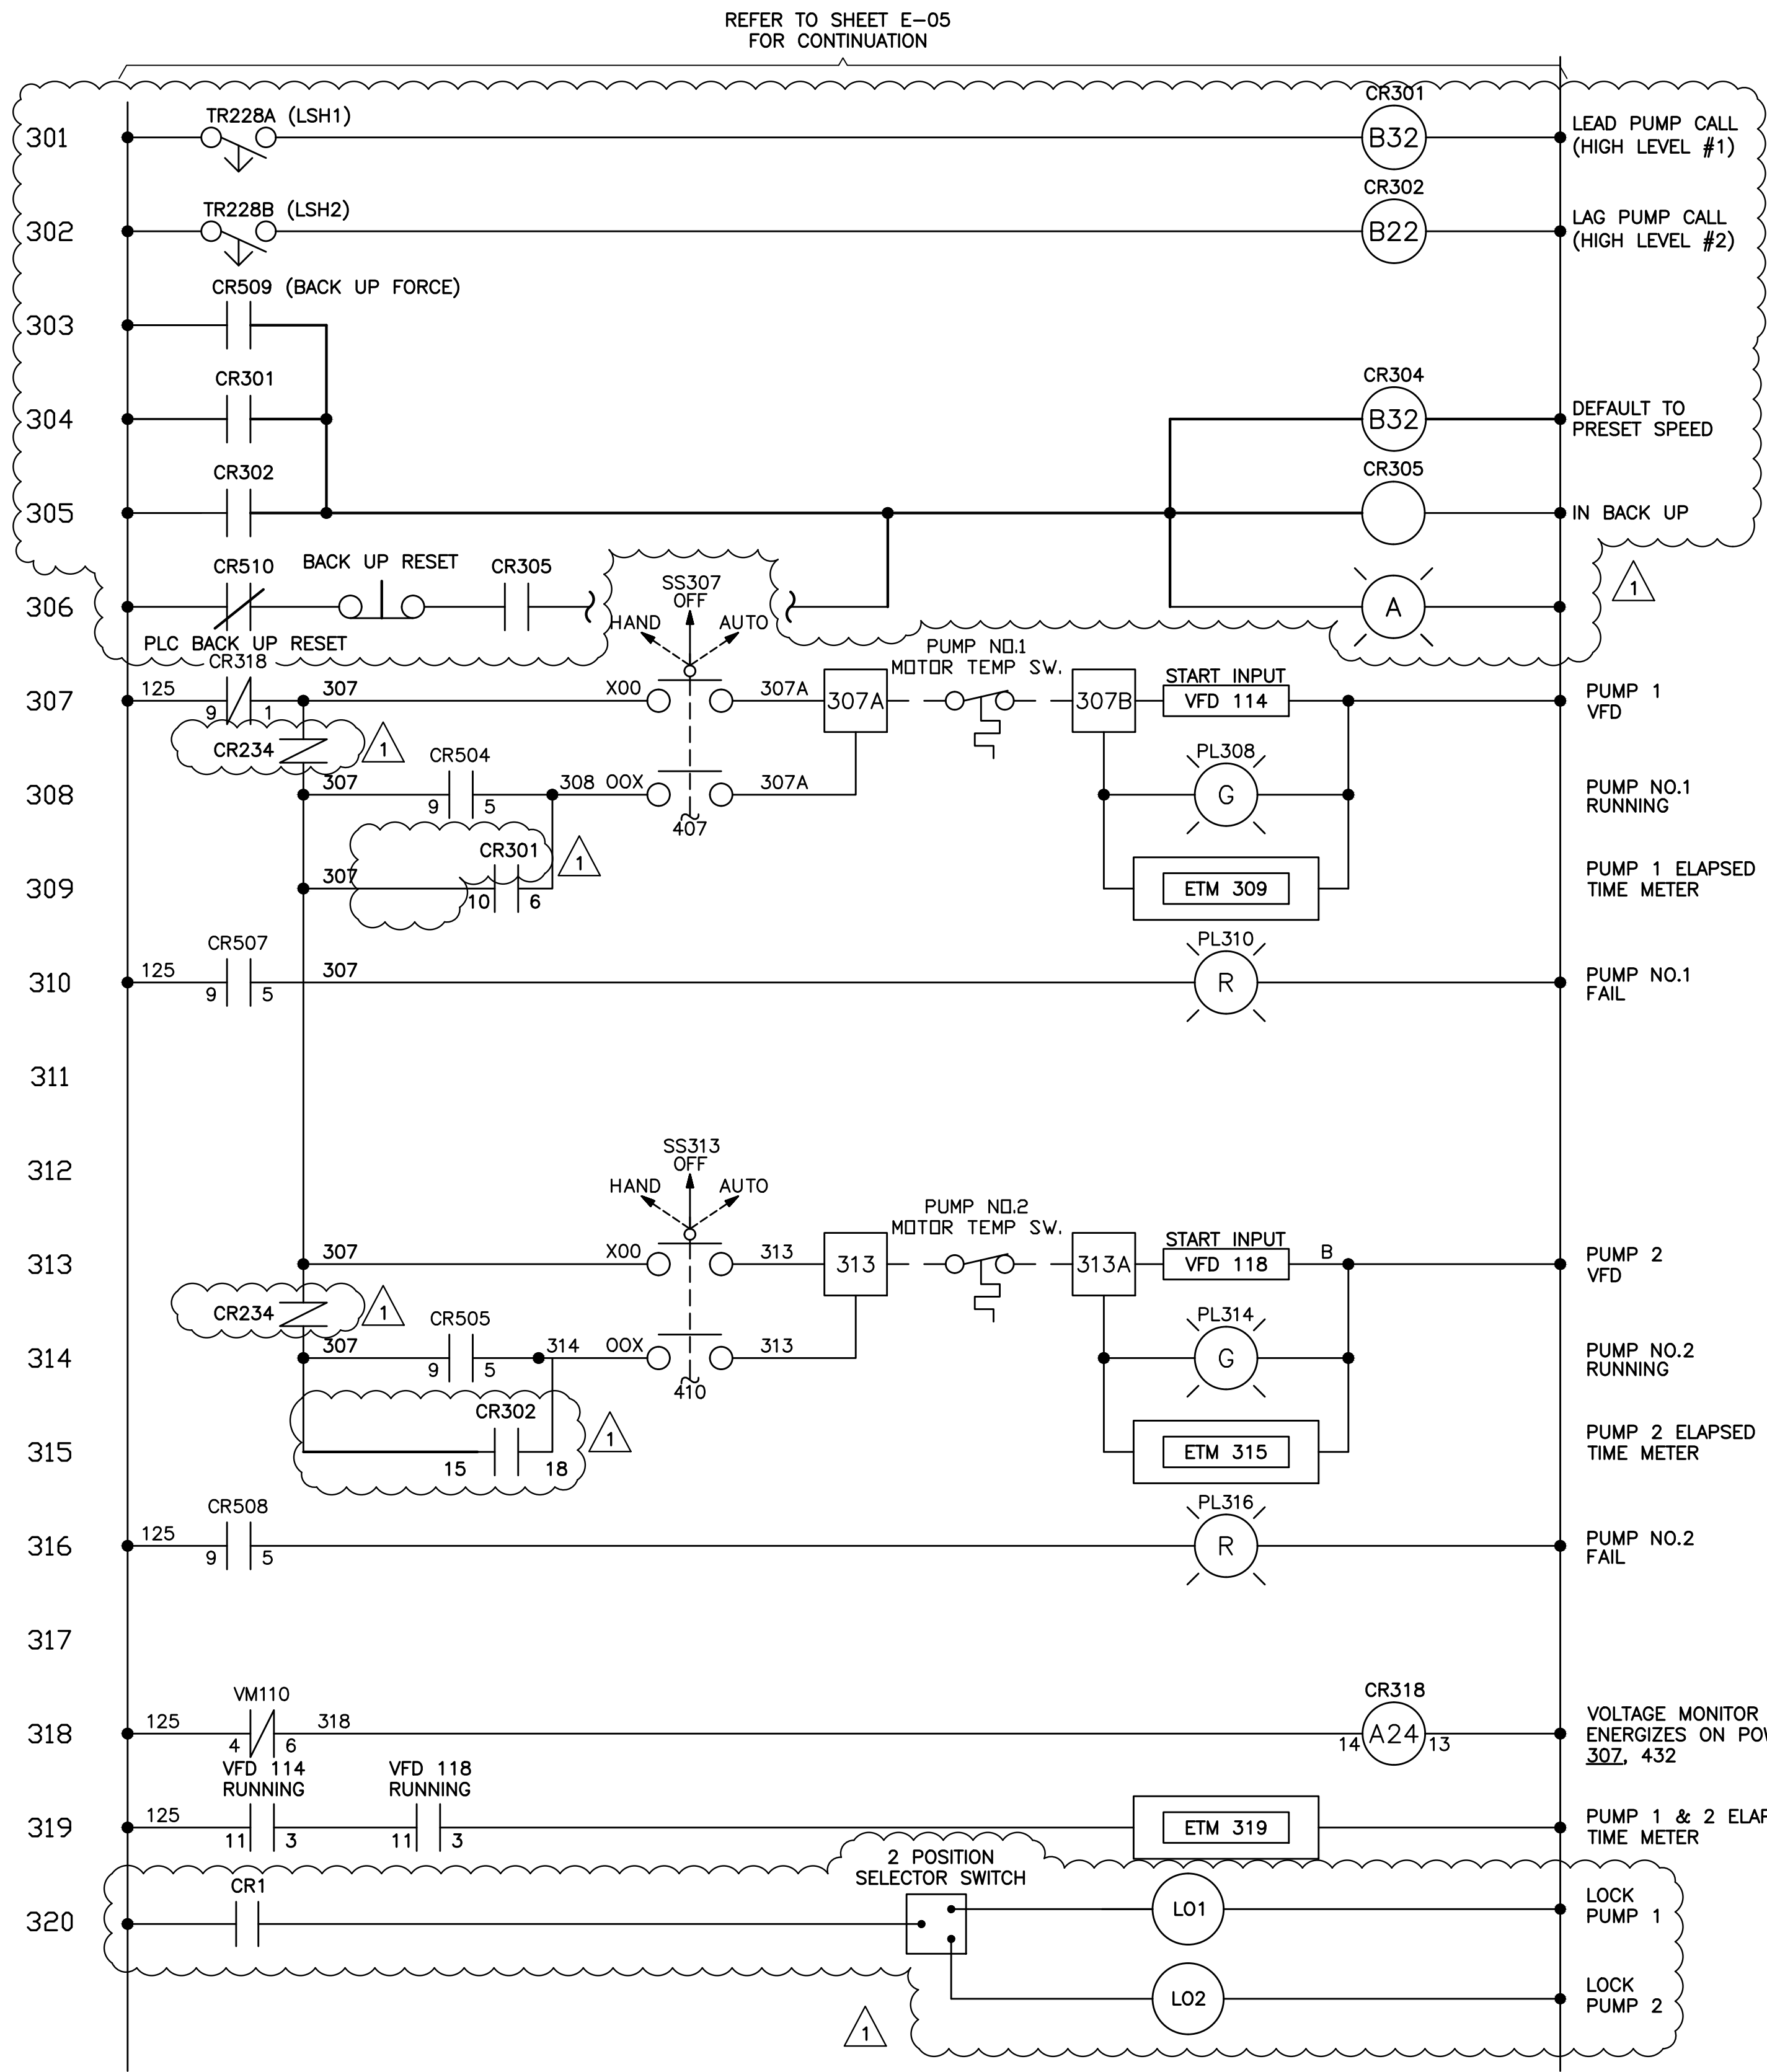 REFER TO SHEET E-05
FOR CONTINUATION
CR301
301 TR228A (LSH1) B32 LEAD PUMP CALL
(HIGH LEVEL #1)
CR302
302 TR228B (LSH2) B22 LAG PUMP CALL
(HIGH LEVEL #2)
CR509 (BACK UP FORCE)
303
CR301 CR304
304 B32 DEFAULT TO
PRESET SPEED
CR302 CR305
305 IN BACK UP
CR510 BACK UP RESET CR305 SS307
OFF
HAND AUTO
306 A 1
PLC BACK UP RESET
CR318 PUMP NO.1
MOTOR TEMP SW. START INPUT
307 125 9 1 307 X00 307A 307A 307B VFD 114 PUMP 1
VFD
CR234 1 CR504 PL308
308 307 9 5 308 OOX 307A G PUMP NO.1
RUNNING
407
CR301 1
309 307 10 6 ETM 309 PUMP 1 ELAPSED
TIME METER
CR507 PL310
310 125 9 5 307 R PUMP NO.1
FAIL
311
312 SS313
OFF
HAND AUTO PUMP NO.2
MOTOR TEMP SW. START INPUT
313 307 X00 313 313 313A VFD 118 B PUMP 2
VFD
CR234 1 CR505 PL314
314 307 9 5 314 OOX 313 G PUMP NO.2
RUNNING
410
CR302 1
315 15 18 ETM 315 PUMP 2 ELAPSED
TIME METER
CR508 PL316
316 125 9 5 R PUMP NO.2
FAIL
317
VM110 CR318
318 125 4 6 318 14 A24 13 VOLTAGE MONITOR
ENERGIZES ON
307, 432
VFD 114
RUNNING VFD 118
RUNNING
319 125 11 3 11 3 ETM 319 PUMP 1 & 2
TIME METER
2 POSITION
SELECTOR SWITCH
CR1
320 LO1 LOCK
PUMP 1
LO2 LOCK
PUMP 2
1